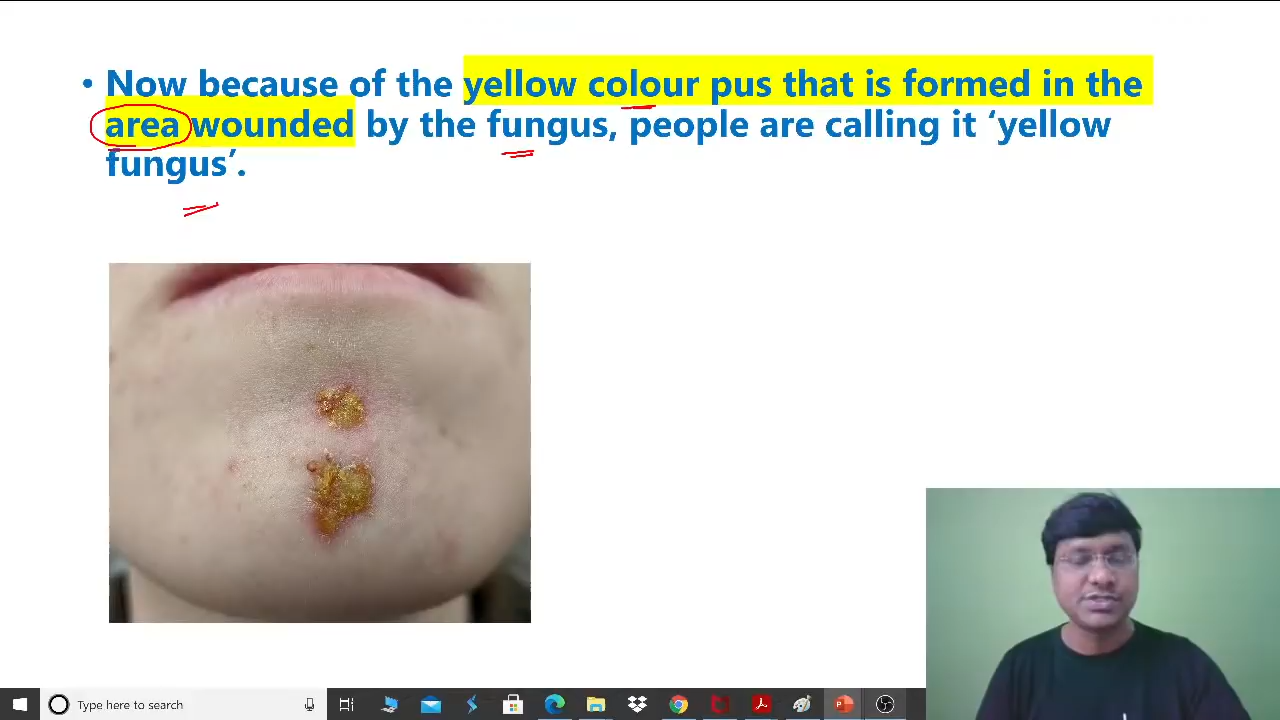 • Now because of the yellow colour pus that is formed in the
area wounded by the fungus, people are calling it ‘yellow
fungus’.
Type here to search